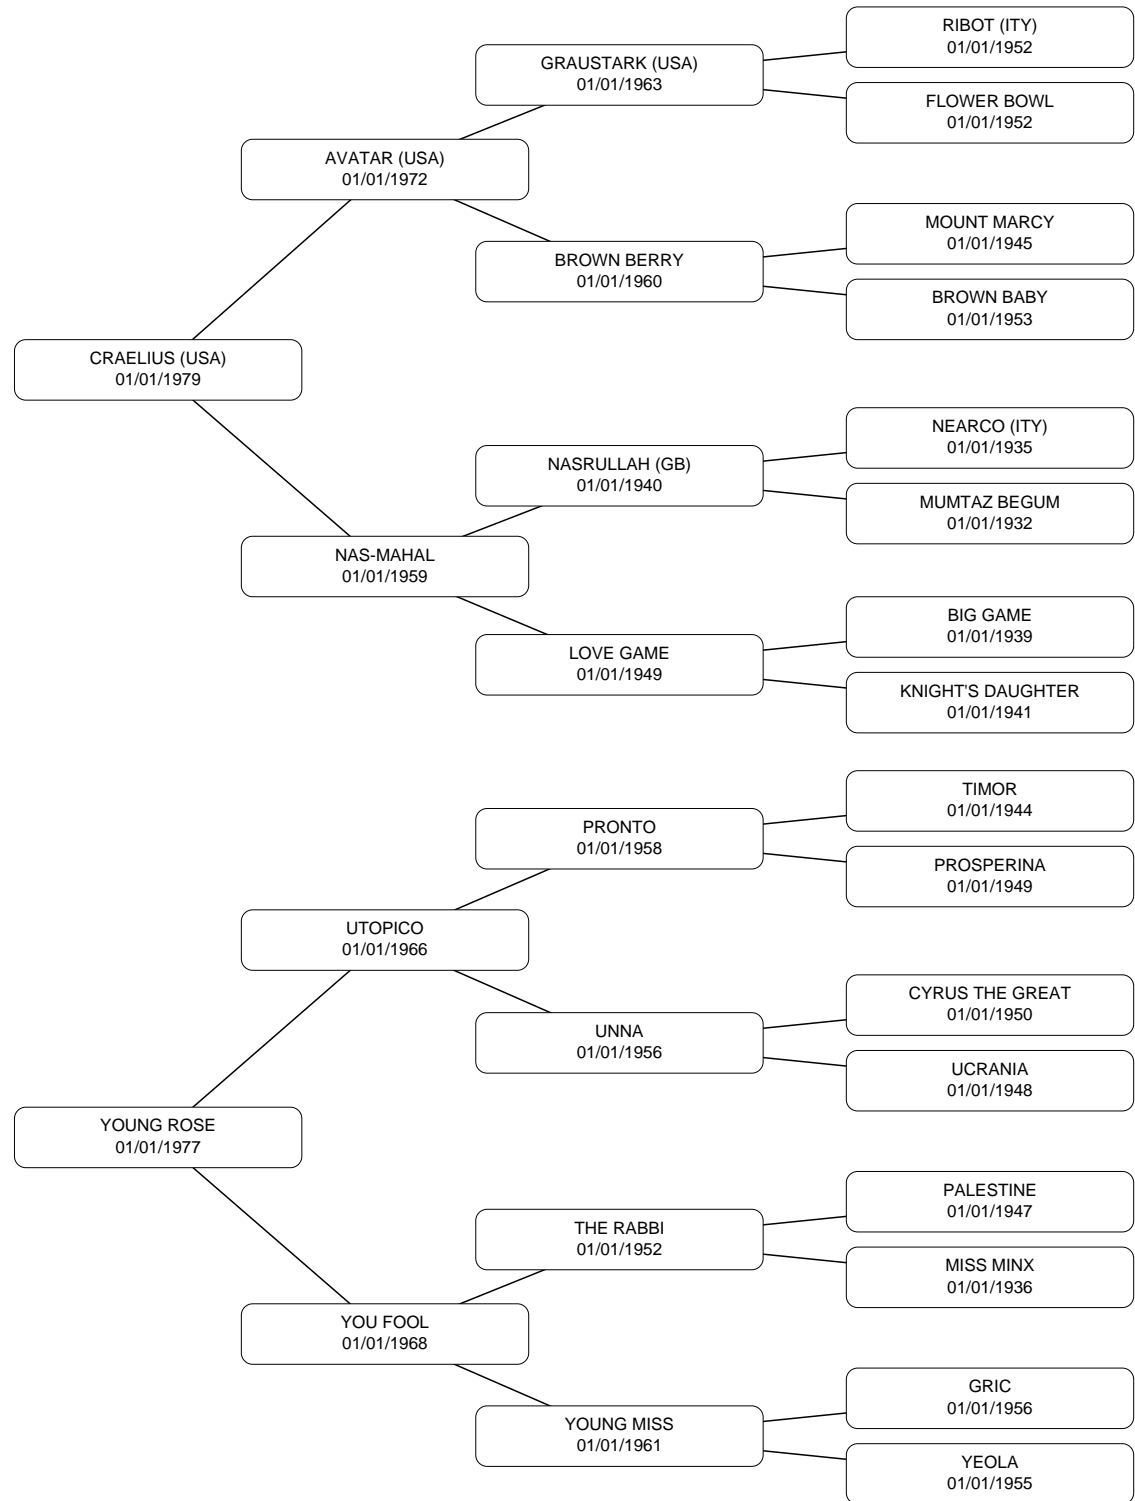 RIBOT (ITY)
01/01/1952
GRAUSTARK (USA)
01/01/1963
FLOWER BOWL
01/01/1952
AVATAR (USA)
01/01/1972
MOUNT MARCY
01/01/1945
BROWN BERRY
01/01/1960
BROWN BABY
01/01/1953
CRAELIUS (USA)
01/01/1979
NEARCO (ITY)
01/01/1935
NASRULLAH (GB)
01/01/1940
MUMTAZ BEGUM
01/01/1932
NAS-MAHAL
01/01/1959
BIG GAME
01/01/1939
LOVE GAME
01/01/1949
KNIGHT'S DAUGHTER
01/01/1941
TIMOR
01/01/1944
PRONTO
01/01/1958
PROSPERINA
01/01/1949
UTOPICO
01/01/1966
CYRUS THE GREAT
01/01/1950
UNNA
01/01/1956
UCRANIA
01/01/1948
YOUNG ROSE
01/01/1977
PALESTINE
01/01/1947
THE RABBI
01/01/1952
MISS MINX
01/01/1936
YOU FOOL
01/01/1968
GRIC
01/01/1956
YOUNG MISS
01/01/1961
YEOLA
01/01/1955